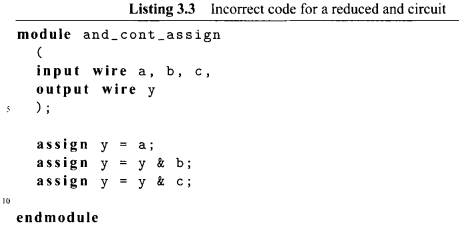 Listing 3.3 Incorrect code for a reduced and circuit
module and_cont_assign
(
input wire a, b, c,
output wire y
5 );
assign y = a;
assign y = y & b;
assign y = y & c;
10
endmodule